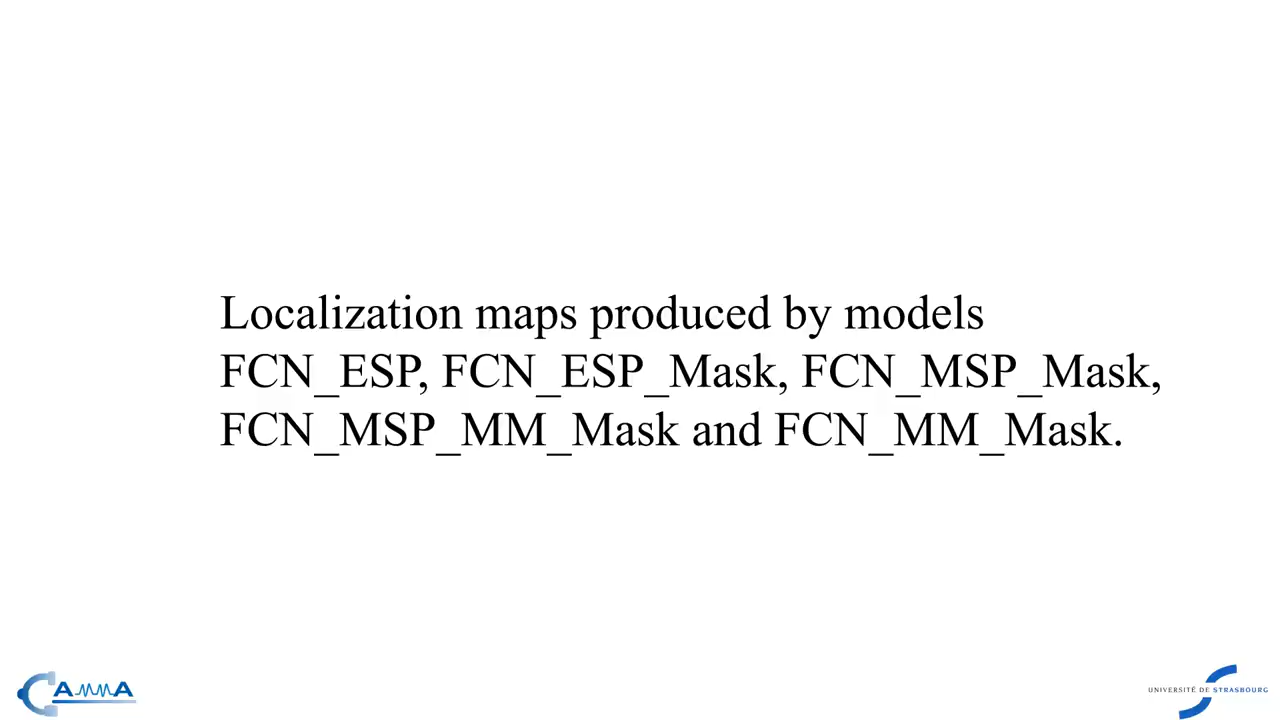 Localization maps produced by models
FCN_ESP, FCN_ESP_Mask, FCN_MSP_Mask,
FCN_MSP_MM_Mask and FCN_MM_Mask.
CAMMA
UNIVERSITÉ DE STRASBOURG